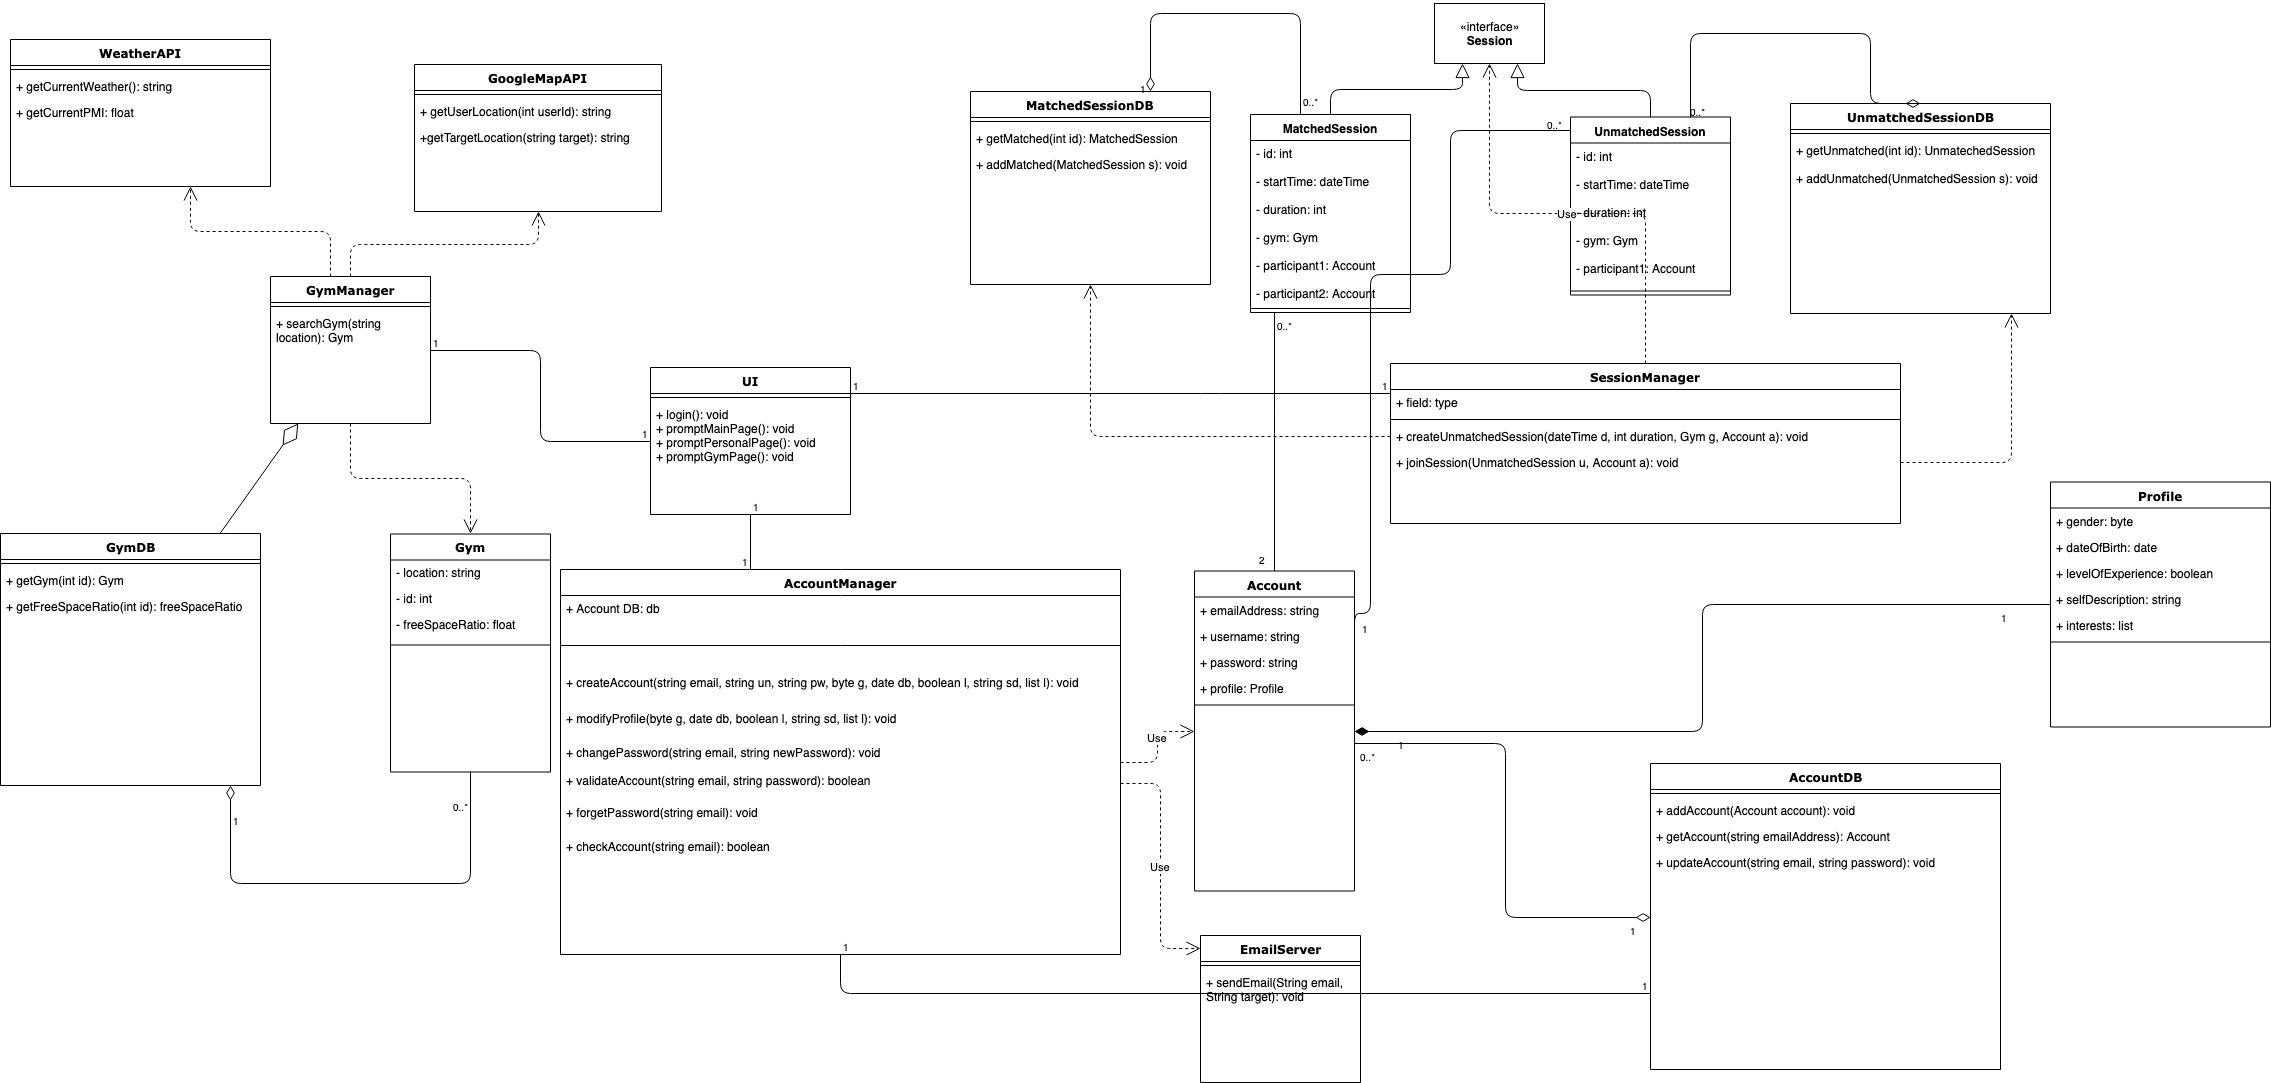 WeatherAPI
+ getCurrentWeather(): string
+ getCurrentPMI: float
GoogleMapAPI
+ getUserLocation(int userId): string
+getTargetLocation(string target): string
GymManager
+ searchGym(string
location): Gym
1
GymDB
+ getGym(int id): Gym
+ getFreeSpaceRatio(int id): freeSpaceRatio
1
Gym
- location: string
- id: int
- freeSpaceRatio: float
0..*
UI
+ login(): void
+ promptMainPage(): void
+ promptPersonalPage(): void
+ promptGymPage(): void
1
1
1
1
1
AccountManager
+ Account DB: db
+ createAccount(string email, string un, string pw, byte g, date db, boolean l, string sd, list l): void
+ modifyProfile(byte g, date db, boolean l, string sd, list l): void
+ changePassword(string email, string newPassword): void
+ validateAccount(string email, string password): boolean
+ forgetPassword(string email): void
+ checkAccount(string email): boolean
1
Use
Use
MatchedSessionDB
+ getMatched(int id): MatchedSession
+ addMatched(MatchedSession s): void
1
0..*
«interface»
Session
MatchedSession
- id: int
- startTime: dateTime
- duration: int
- gym: Gym
- participant1: Account
- participant2: Account
0..*
0..*
0..*
UnmatchedSession
- id: int
- startTime: dateTime
- duration: int
- gym: Gym
- participant1: Account
Use
UnmatchedSessionDB
+ getUnmatched(int id): UnmatechedSession
+ addUnmatched(UnmatchedSession s): void
SessionManager
+ field: type
+ createUnmatchedSession(dateTime d, int duration, Gym g, Account a): void
+ joinSession(UnmatchedSession u, Account a): void
2
Account
+ emailAddress: string
+ username: string
+ password: string
+ profile: Profile
1
1
0..*
Profile
+ gender: byte
+ dateOfBirth: date
+ levelOfExperience: boolean
+ selfDescription: string
+ interests: list
1
EmailServer
+ sendEmail(String email,
String target): void
AccountDB
+ addAccount(Account account): void
+ getAccount(string emailAddress): Account
+ updateAccount(string email, string password): void
1
1